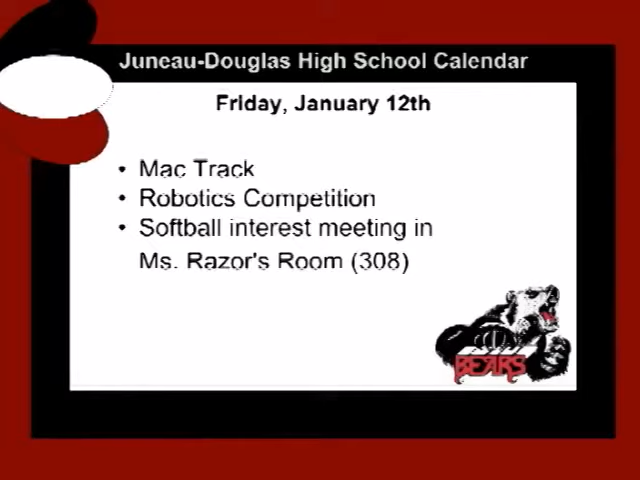 Juneau-Douglas High School Calendar
Friday, January 12th
• Mac Track
• Robotics Competition
• Softball interest meeting in
Ms. Razor's Room (308)
BEARS